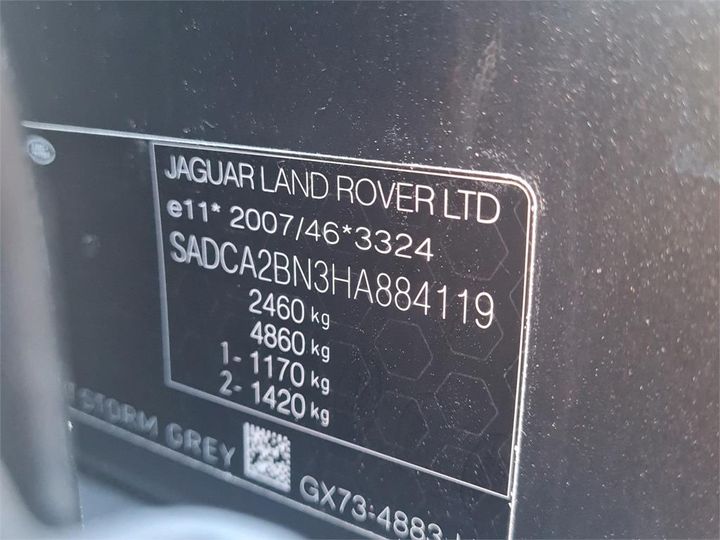 JAGUAR LAND ROVER LTD
e11* 2007/46*3324
SADCA2BN3HA884119
2460 kg
4860 kg
1- 1170 kg
2- 1420 kg
STORM GREY
GX73-4883-